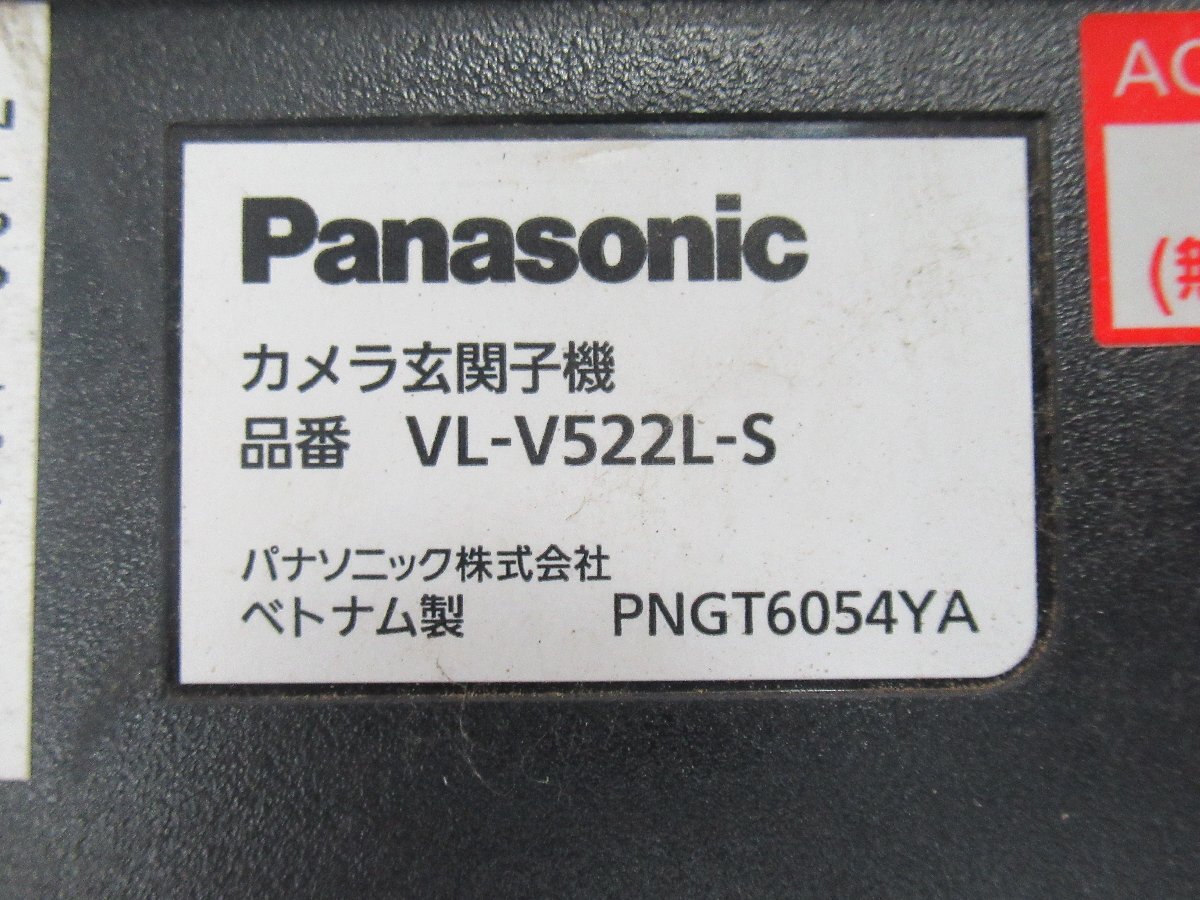 Panasonic
カメラ玄関子機
品番 VL-V522L-S
パナソニック株式会社
ベトナム製 PNGT6054YA
AC